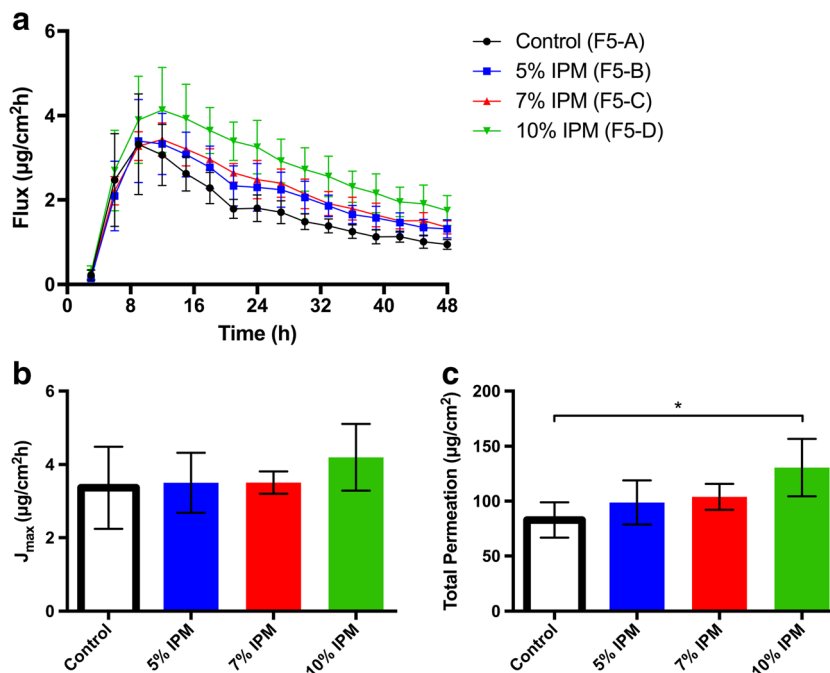 a
Flux (µg/cm²h)
6
4
2
0
0 8 16 24 32 40 48
Time (h)
Control (F5-A)
5% IPM (F5-B)
7% IPM (F5-C)
10% IPM (F5-D)
b
Jmax (µg/cm²h)
6
4
2
0
Control
5% IPM
7% IPM
10% IPM
c
Total Permeation (µg/cm²)
200
150
100
50
0
*
Control
5% IPM
7% IPM
10% IPM